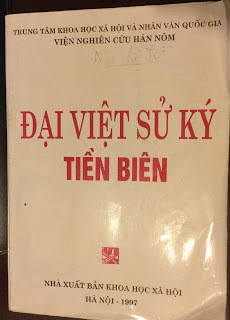 TRUNG TÂM KHOA HỌC XÃ HỘI VÀ NHÂN VĂN QUỐC GIA
VIỆN NGHIÊN CỨU HÁN NÔM
ĐẠI VIỆT SỬ KÝ
TIỀN BIÊN
NHÀ XUẤT BẢN KHOA HỌC XÃ HỘI
HÀ NỘI - 1997